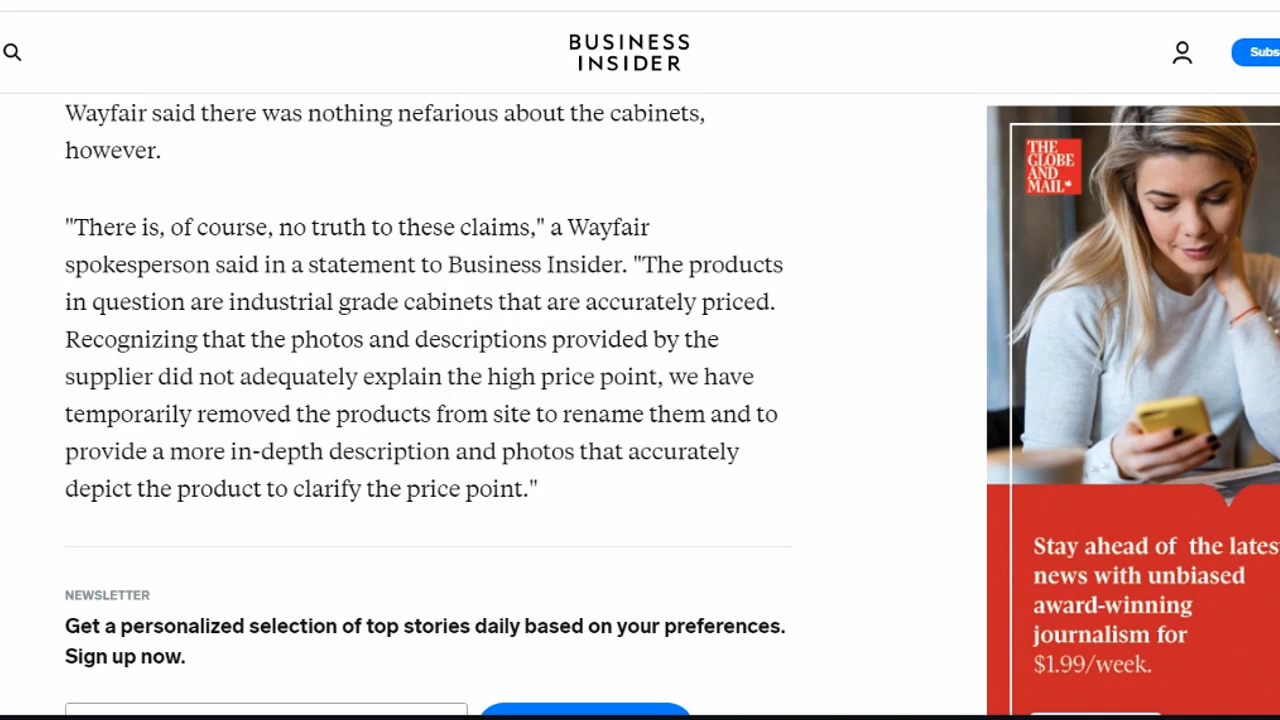 BUSINESS
INSIDER
Subs
Wayfair said there was nothing nefarious about the cabinets,
however.
"There is, of course, no truth to these claims," a Wayfair
spokesperson said in a statement to Business Insider. "The products
in question are industrial grade cabinets that are accurately priced.
Recognizing that the photos and descriptions provided by the
supplier did not adequately explain the high price point, we have
temporarily removed the products from site to rename them and to
provide a more in-depth description and photos that accurately
depict the product to clarify the price point."
NEWSLETTER
Get a personalized selection of top stories daily based on your preferences.
Sign up now.
THE
GLOBE
AND
MAIL
Stay ahead of the lates
news with unbiased
award-winning
journalism for
$1.99/week.